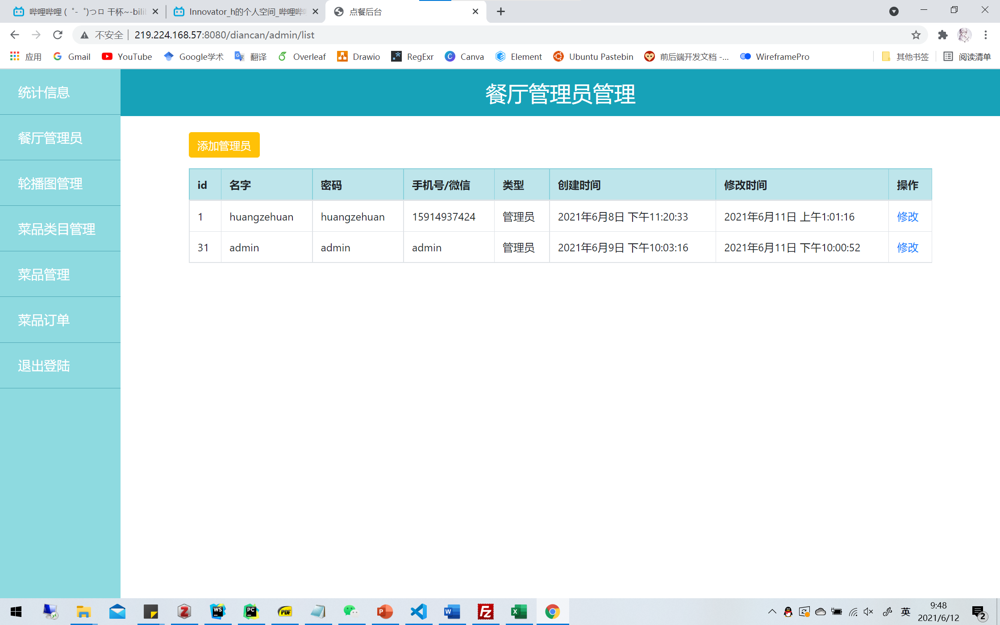 哔哩哔哩 (゜-゜)つロ 干杯~-bili
Innovator_h的个人空间_哔哩哔哩
点餐后台
不安全 219.224.168.57:8080/diancan/admin/list
应用 Gmail YouTube Google学术 翻译 Overleaf Drawio RegExr Canva Element Ubuntu Pastebin 前后端开发文档 -... WireframePro 其他书签 阅读清单
统计信息
餐厅管理员
轮播图管理
菜品类目管理
菜品管理
菜品订单
退出登陆
餐厅管理员管理
添加管理员
id 名字 密码 手机号/微信 类型 创建时间 修改时间 操作
1 huangzehuan huangzehuan 15914937424 管理员 2021年6月8日 下午11:20:33 2021年6月11日 上午1:01:16 修改
31 admin admin admin 管理员 2021年6月9日 下午10:03:16 2021年6月11日 下午10:00:52 修改
英
9:48
2021/6/12
2